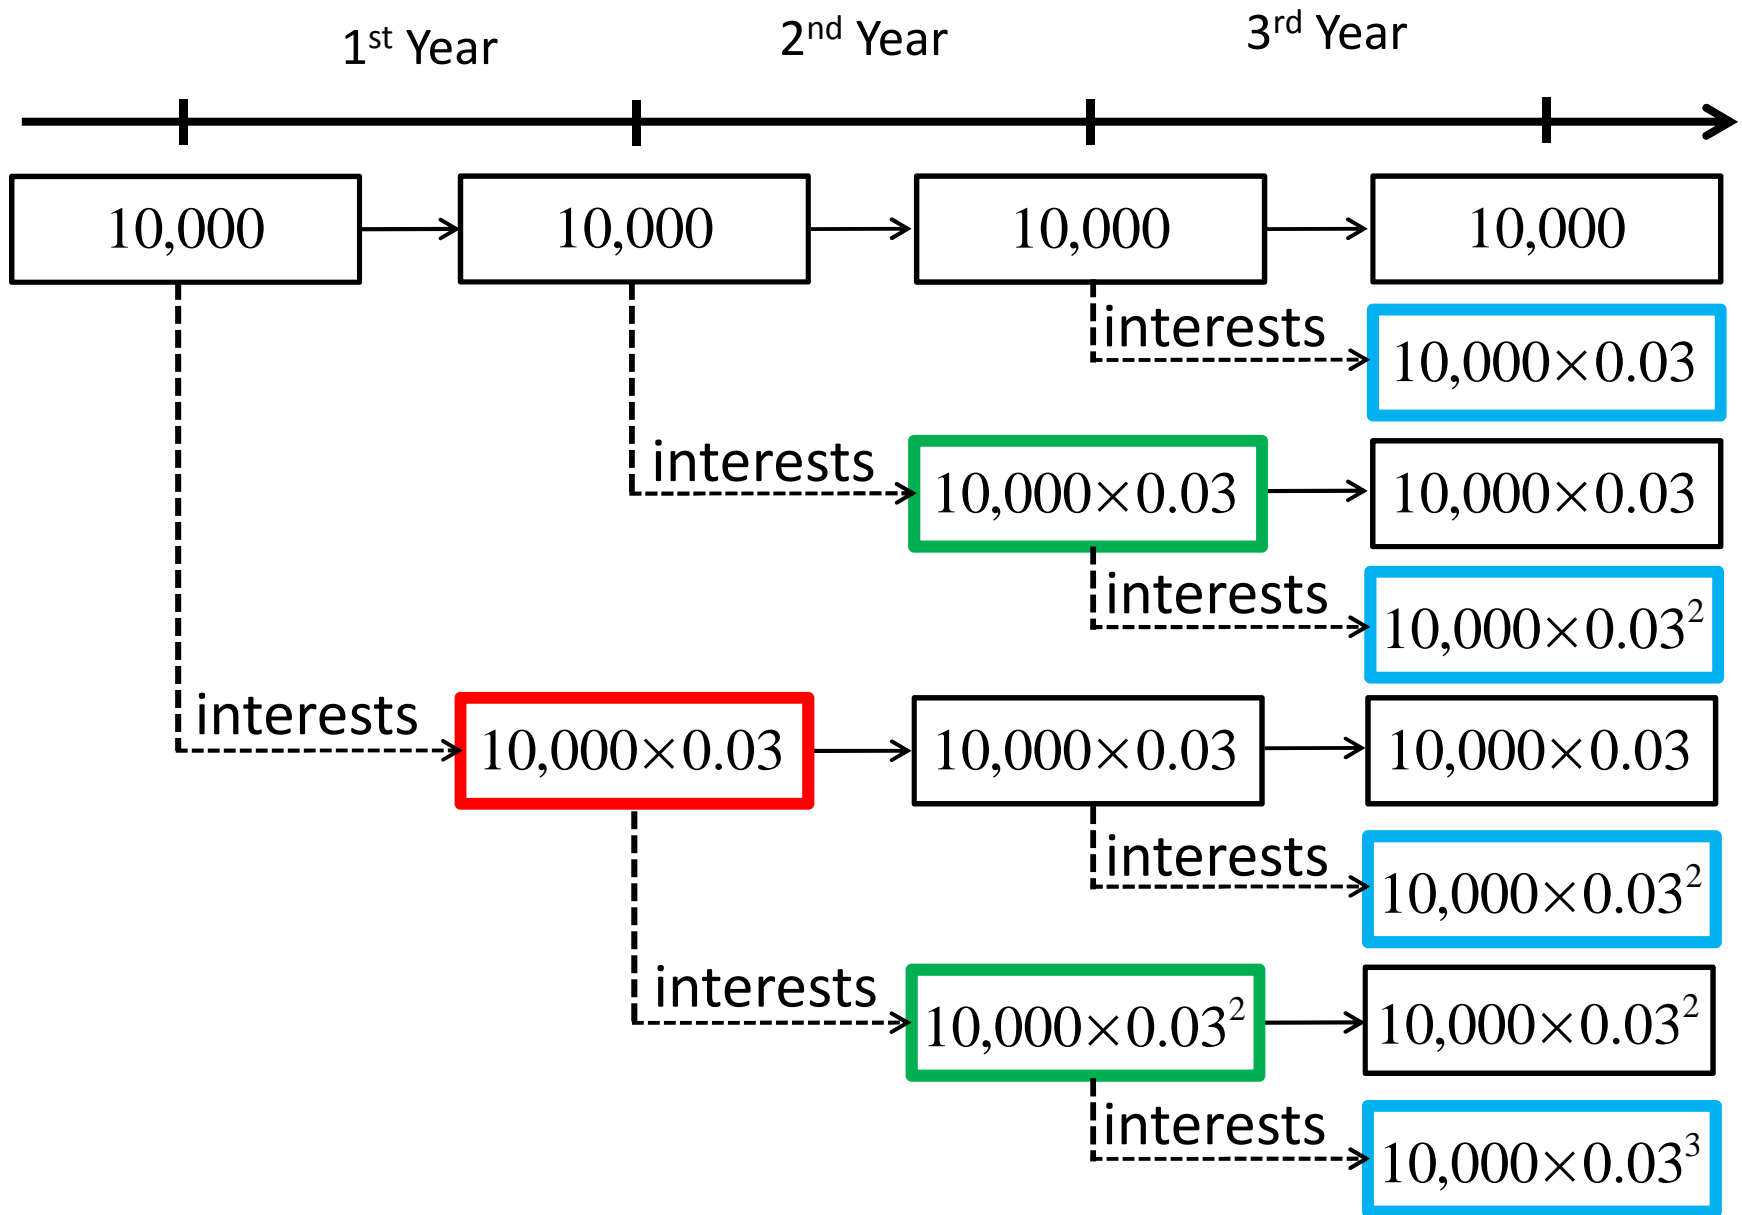 1st Year 2nd Year 3rd Year
10,000 10,000 10,000 10,000
interests 10,000×0.03
interests 10,000×0.03 10,000×0.03
interests 10,000×0.03²
interests 10,000×0.03 10,000×0.03 10,000×0.03
interests 10,000×0.03²
interests 10,000×0.03² 10,000×0.03²
interests 10,000×0.03³